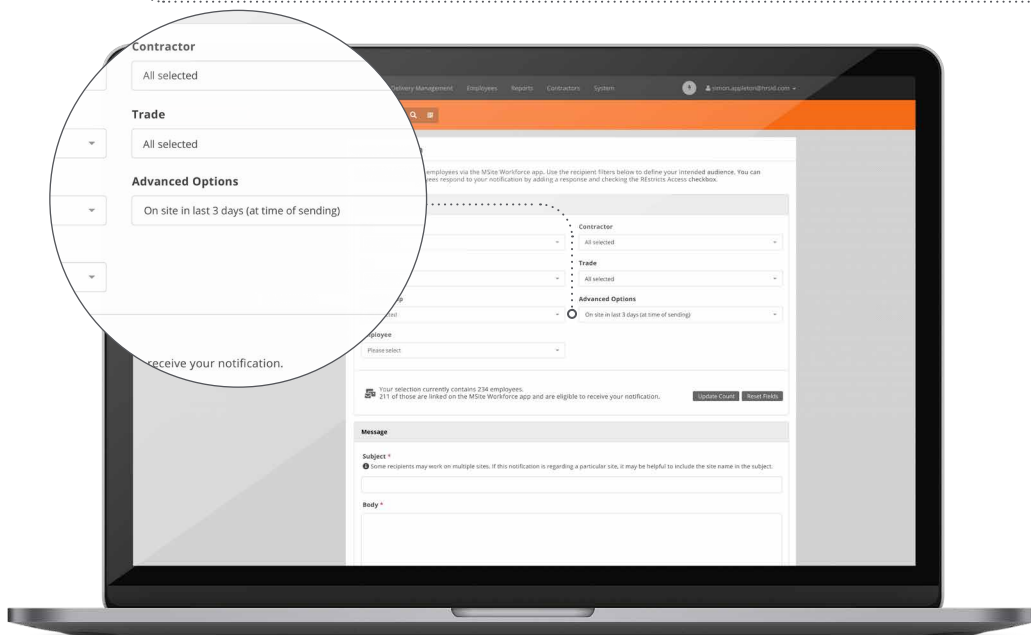 Contractor
All selected
Trade
All selected
Advanced Options
On site in last 3 days (at time of sending)
receive your notification.
Delivery Management Employees Reports Contractors System
simon.appleton@hrsid.com
employees via the MSite Workforce app. Use the recipient filters below to define your intended audience. You can
respond to your notification by adding a response and checking the REstricts Access checkbox.
Contractor
All selected
Trade
All selected
Advanced Options
On site in last 3 days (at time of sending)
Please select
Your selection currently contains 234 employees.
211 of those are linked on the MSite Workforce app and are eligible to receive your notification.
Update Count Reset Fields
Message
Subject *
Some recipients may work on multiple sites. If this notification is regarding a particular site, it may be helpful to include the site name in the subject.
Body *